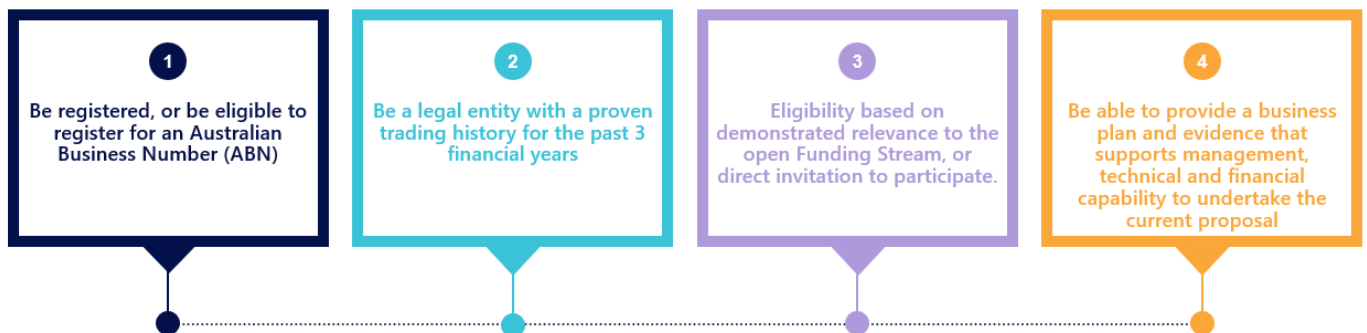 1
Be registered, or be eligible to
register for an Australian
Business Number (ABN)
2
Be a legal entity with a proven
trading history for the past 3
financial years
3
Eligibility based on
demonstrated relevance to the
open Funding Stream, or
direct invitation to participate.
4
Be able to provide a business
plan and evidence that
supports management,
technical and financial
capability to undertake the
current proposal